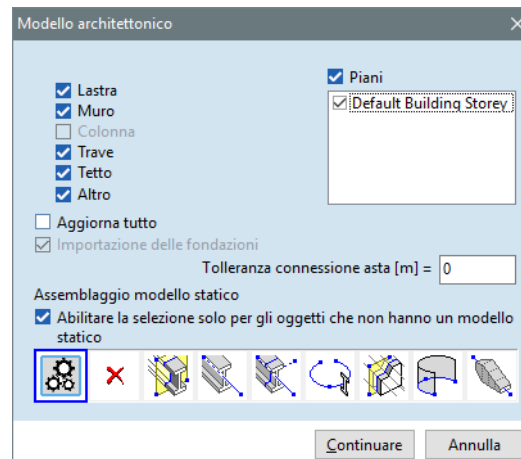 Modello architettonico
Piani
Default Building Storey
Lastra
Muro
Colonna
Trave
Tetto
Altro
Aggiorna tutto
Importazione delle fondazioni
Tolleranza connessione asta [m] = 0
Assemblaggio modello statico
Abilitare la selezione solo per gli oggetti che non hanno un modello
statico
Continuare Annulla